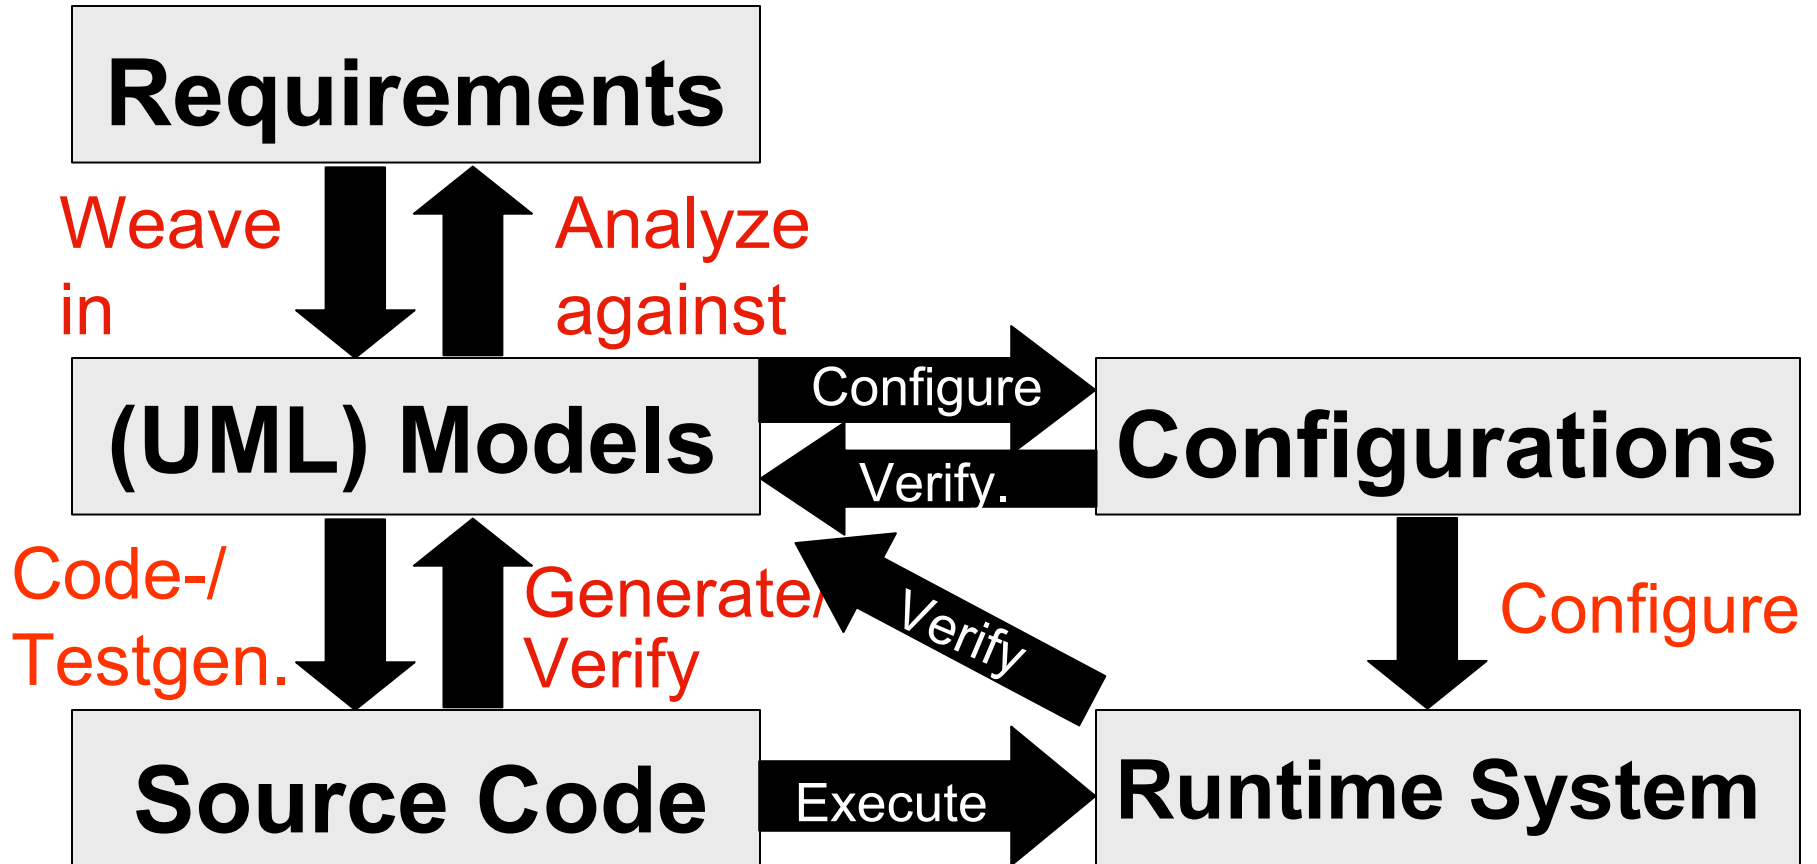 Requirements
Weave
in
Analyze
against
(UML) Models
Configure
Verify.
Configurations
Code-/
Testgen.
Generate/
Verify
Verify
Configure
Source Code
Execute
Runtime System